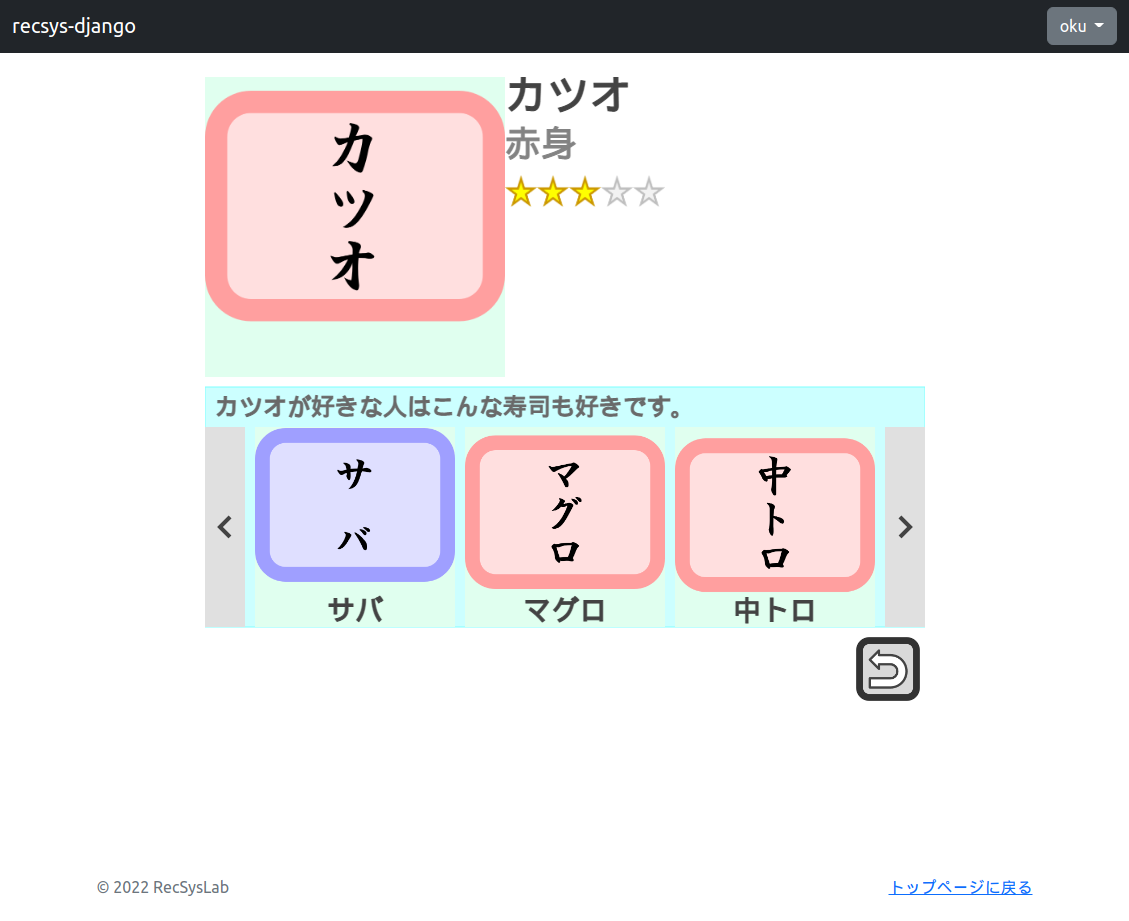 recsys-django
oku
カツオ
カツオ
赤身
カツオが好きな人はこんな寿司も好きです。
サバ
マグロ
中トロ
サバ
マグロ
中トロ
© 2022 RecSysLab
トップページに戻る